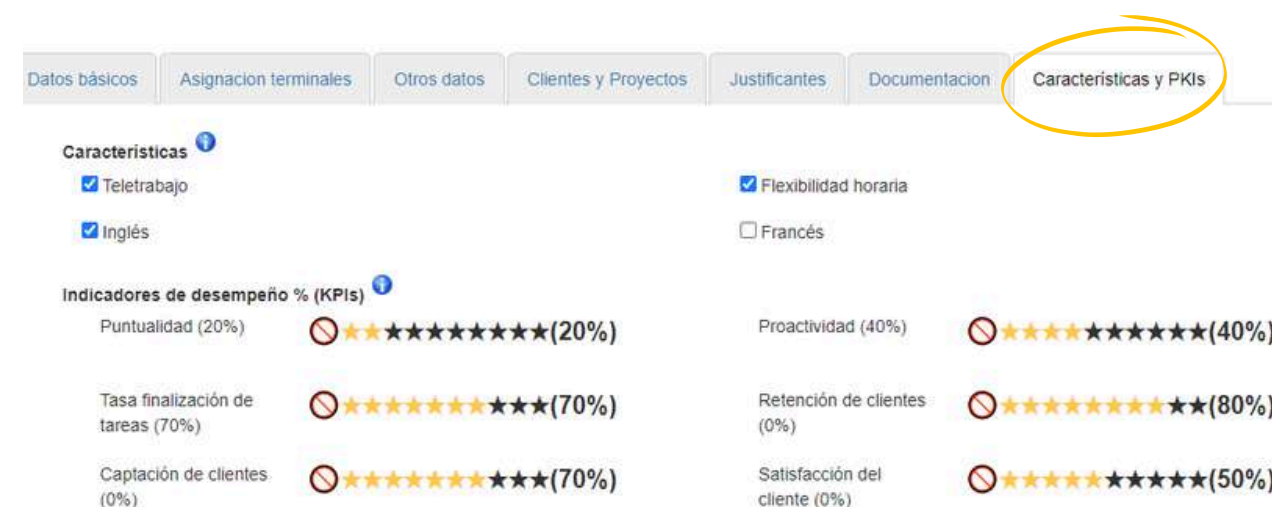 Datos básicos
Asignacion terminales
Otros datos
Clientes y Proyectos
Justificantes
Documentacion
Características y PKIs
Características
Teletrabajo
Flexibilidad horaria
Inglés
Francés
Indicadores de desempeño % (KPIs)
Puntualidad (20%)
(20%)
Proactividad (40%)
(40%)
Tasa finalización de
tareas (70%)
(70%)
Retención de clientes
(0%)
(80%)
Captación de clientes
(0%)
(70%)
Satisfacción del
cliente (0%)
(50%)